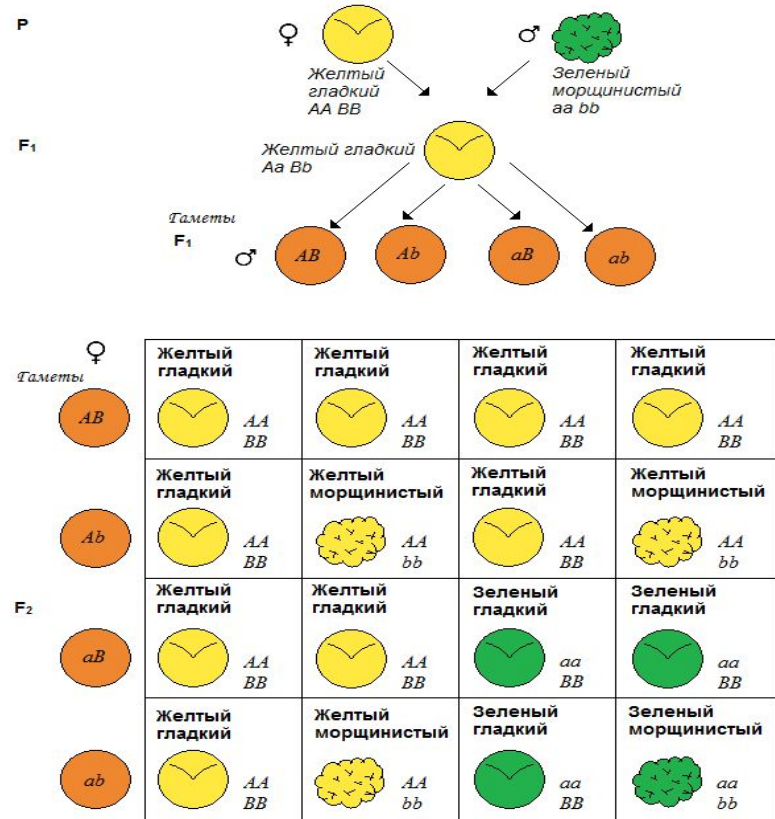 P
♀
♂
Желтый
гладкий
AA BB
Зеленый
морщинистый
aa bb
F₁
Желтый гладкий
Aa Bb
Гаметы
F₁
♂
AB
Ab
aB
ab
♀
Гаметы
Желтый
гладкий
Желтый
гладкий
Желтый
гладкий
Желтый
гладкий
AB
AA
BB
AA
BB
AA
BB
AA
BB
Желтый
гладкий
Желтый
морщинистый
Желтый
гладкий
Желтый
морщинистый
Ab
AA
BB
AA
bb
AA
BB
AA
bb
F₂
Желтый
гладкий
Желтый
гладкий
Зеленый
гладкий
Зеленый
гладкий
aB
AA
BB
AA
BB
aa
BB
aa
BB
Желтый
гладкий
Желтый
морщинистый
Зеленый
гладкий
Зеленый
морщинистый
ab
AA
BB
AA
bb
aa
BB
aa
bb